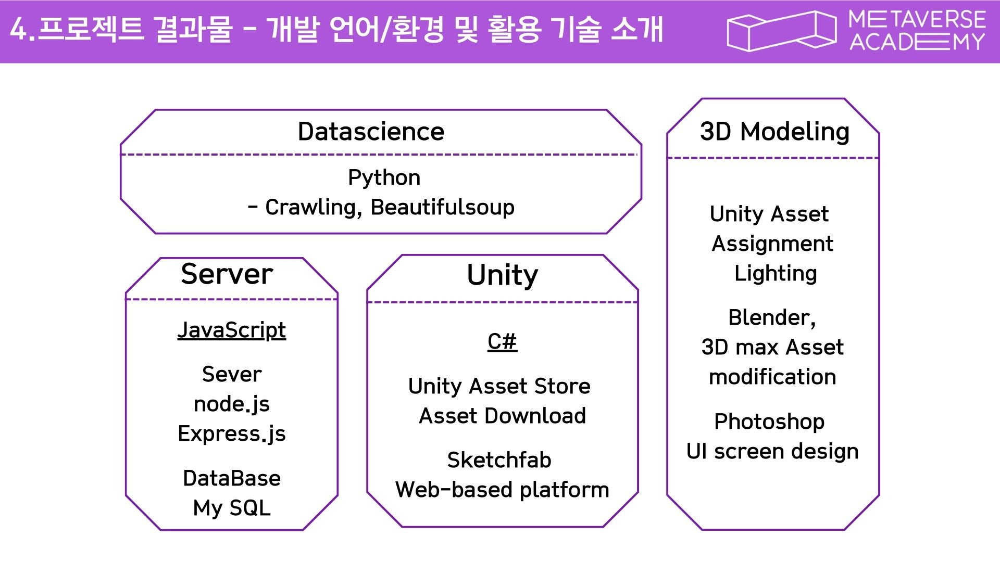 4.프로젝트 결과물 - 개발 언어/환경 및 활용 기술 소개
METAVERSE
ACADEMY
Datascience
Python
- Crawling, Beautifulsoup
Server
JavaScript
Sever
node.js
Express.js
DataBase
My SQL
Unity
C#
Unity Asset Store
Asset Download
Sketchfab
Web-based platform
3D Modeling
Unity Asset
Assignment
Lighting
Blender,
3D max Asset
modification
Photoshop
UI screen design